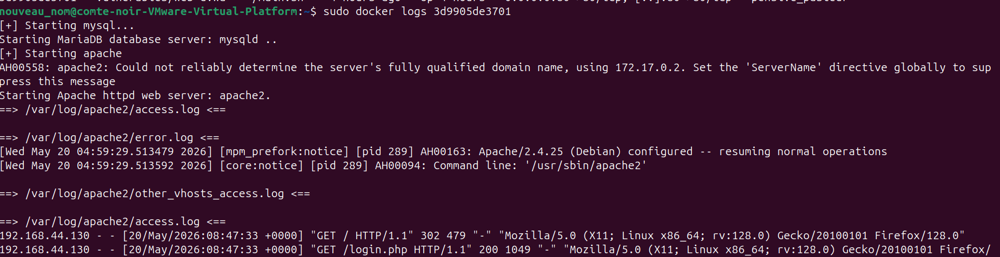 nouveau_nom@comte-noir-VMware-Virtual-Platform:~$ sudo docker logs 3d9905de3701
[+] Starting mysql...
Starting MariaDB database server: mysqld ..
[+] Starting apache
AH00558: apache2: Could not reliably determine the server's fully qualified domain name, using 172.17.0.2. Set the 'ServerName' directive globally to sup
press this message
Starting Apache httpd web server: apache2.
==> /var/log/apache2/access.log <==
==> /var/log/apache2/error.log <==
[Wed May 20 04:59:29.513479 2026] [mpm_prefork:notice] [pid 289] AH00163: Apache/2.4.25 (Debian) configured -- resuming normal operations
[Wed May 20 04:59:29.513592 2026] [core:notice] [pid 289] AH00094: Command line: '/usr/sbin/apache2'
==> /var/log/apache2/other_vhosts_access.log <==
==> /var/log/apache2/access.log <==
192.168.44.130 - - [20/May/2026:08:47:33 +0000] "GET / HTTP/1.1" 302 479 "-" "Mozilla/5.0 (X11; Linux x86_64; rv:128.0) Gecko/20100101 Firefox/128.0"
192.168.44.130 - - [20/May/2026:08:47:33 +0000] "GET /login.php HTTP/1.1" 200 1049 "-" "Mozilla/5.0 (X11; Linux x86_64; rv:128.0) Gecko/20100101 Firefox/